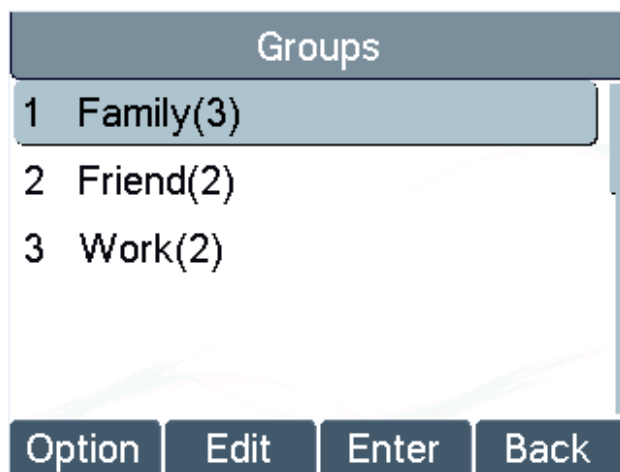 Groups
1 Family(3)
2 Friend(2)
3 Work(2)
Option Edit Enter Back